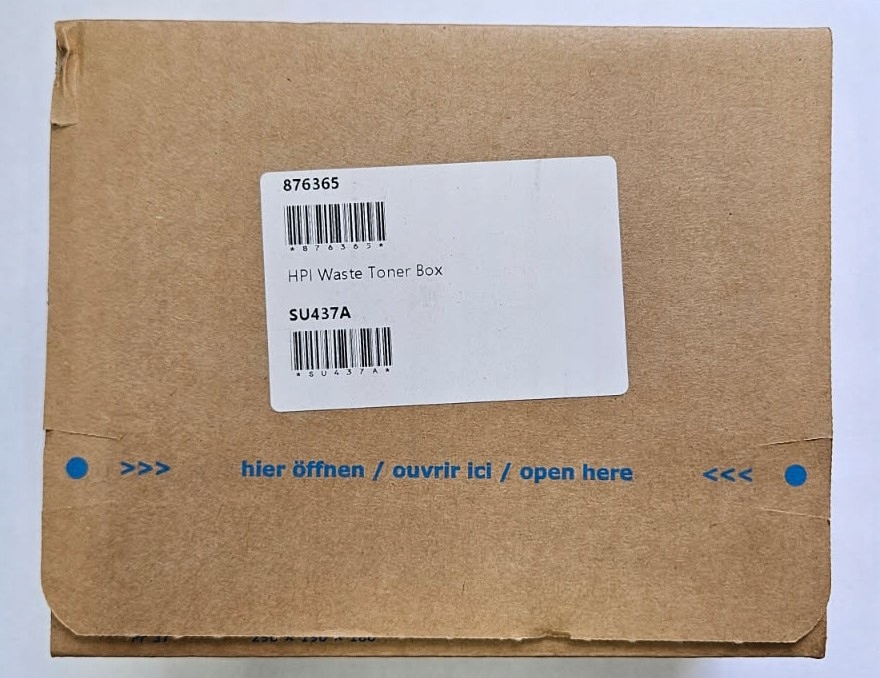 876365
*876365*
HPI Waste Toner Box
SU437A
*SU437A*
>>> hier öffnen / ouvrir ici / open here <<<